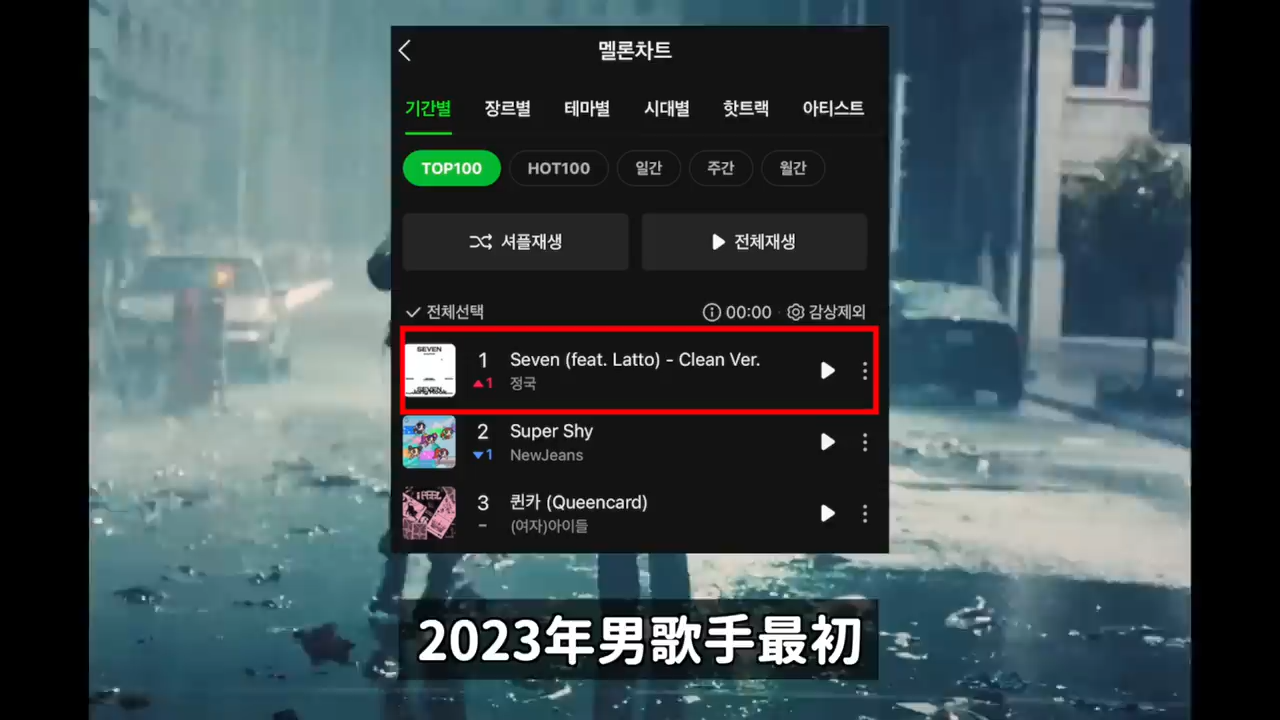 멜론차트
기간별 장르별 테마별 시대별 핫트랙 아티스트
TOP100 HOT100 일간 주간 월간
셔플재생 전체재생
전체선택 00:00 감상제외
SEVEN
1 Seven (feat. Latto) - Clean Ver.
1 정국
2 Super Shy
1 NewJeans
3 퀸카 (Queencard)
- (여자)아이들
2023年男歌手最初